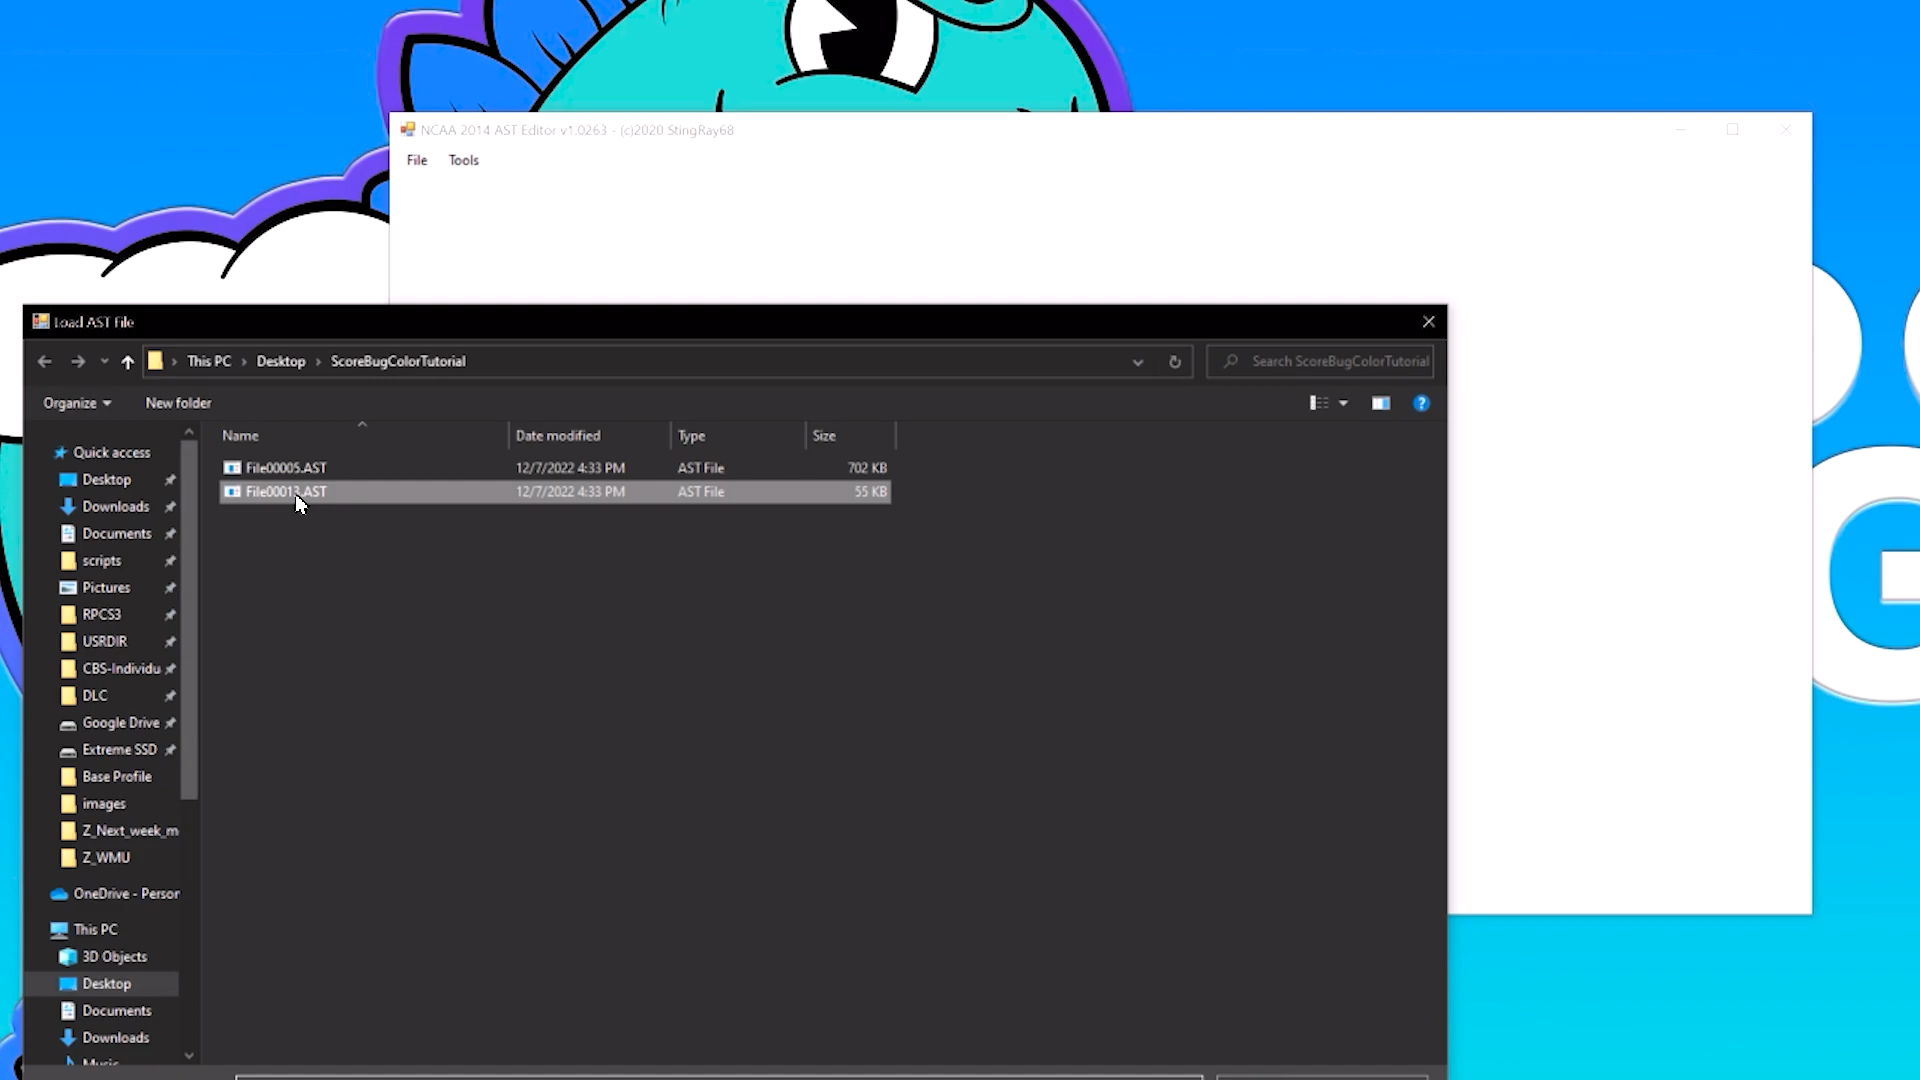 NCAA 2014 AST Editor v1.0263 - (c)2020 StingRay68
File Tools
Load AST file
This PC Desktop ScoreBugColorTutorial Search ScoreBugColorTutorial
Organize New folder ?
Name Date modified Type Size
File00005.AST 12/7/2022 4:33 PM AST File 702 KB
File00013.AST 12/7/2022 4:33 PM AST File 55 KB
Quick access
Desktop
Downloads
Documents
scripts
Pictures
RPCS3
USRDIR
CBS-Individu
DLC
Google Drive
Extreme SSD
Base Profile
images
Z_Next_week_m
Z_WMU
OneDrive - Person
This PC
3D Objects
Desktop
Documents
Downloads
Music
G